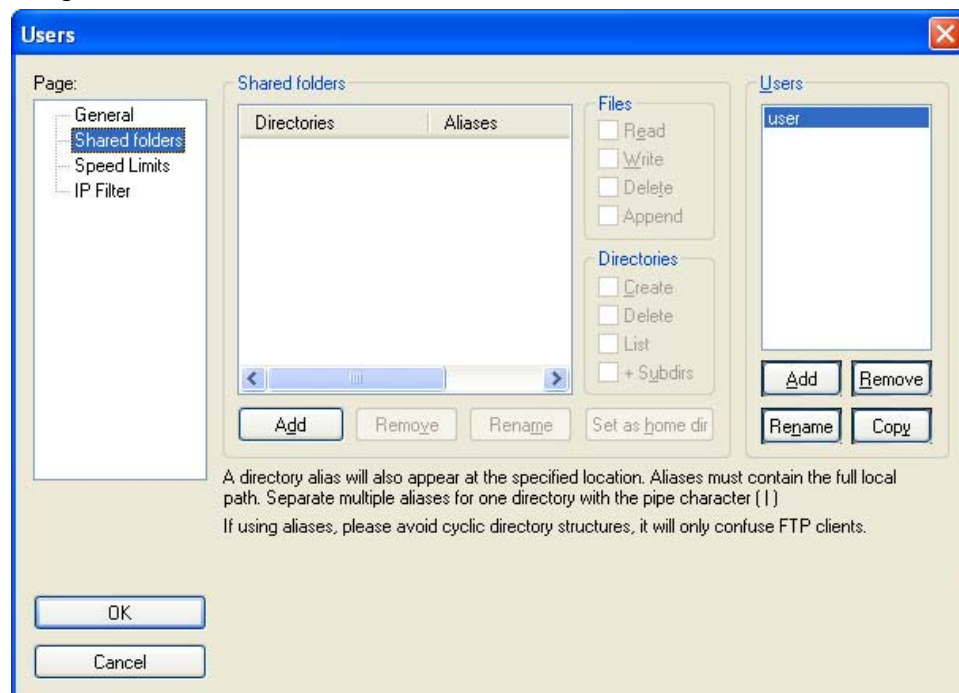 Users
Page:
General
Shared folders
Speed Limits
IP Filter
Shared folders
Directories Aliases
Files
Read
Write
Delete
Append
Directories
Create
Delete
List
+ Subdirs
Add Remove Rename Set as home dir
Users
user
Add Remove
Rename Copy
A directory alias will also appear at the specified location. Aliases must contain the full local
path. Separate multiple aliases for one directory with the pipe character ( | )
If using aliases, please avoid cyclic directory structures, it will only confuse FTP clients.
OK
Cancel